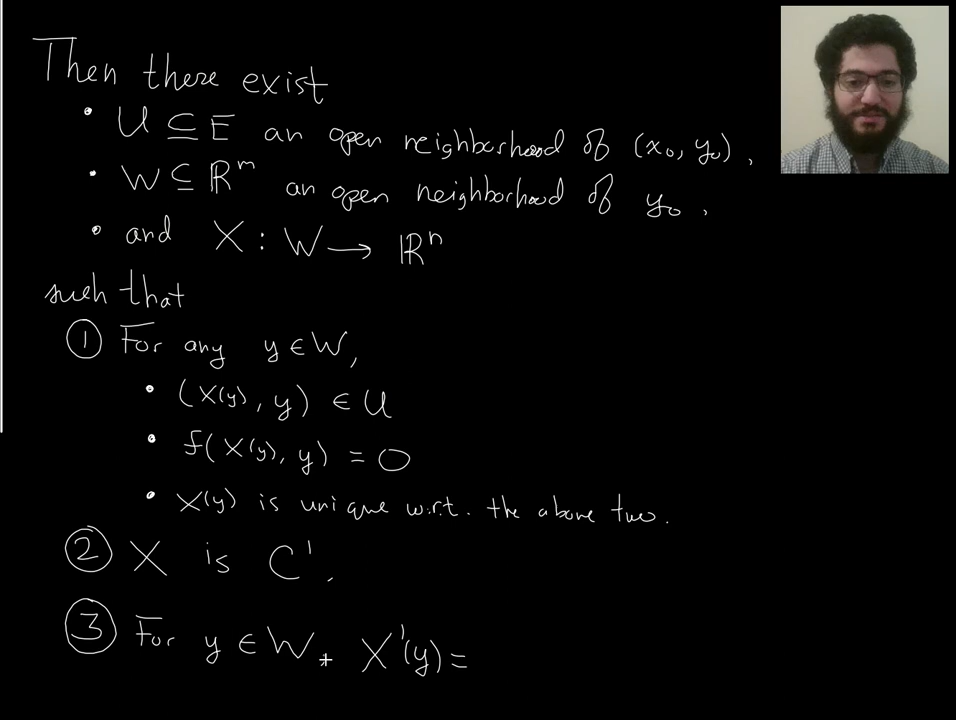 Then there exist
• U ⊆ E an open neighborhood of (x₀, y₀),
• W ⊆ ℝᵐ an open neighborhood of y₀,
• and X : W ⟶ ℝⁿ
such that
① For any y ∈ W,
• (X(y), y) ∈ U
• f(X(y), y) = 0
• X(y) is unique w.r.t. the above two.
② X is C¹.
③ For y ∈ W, X'(y) =